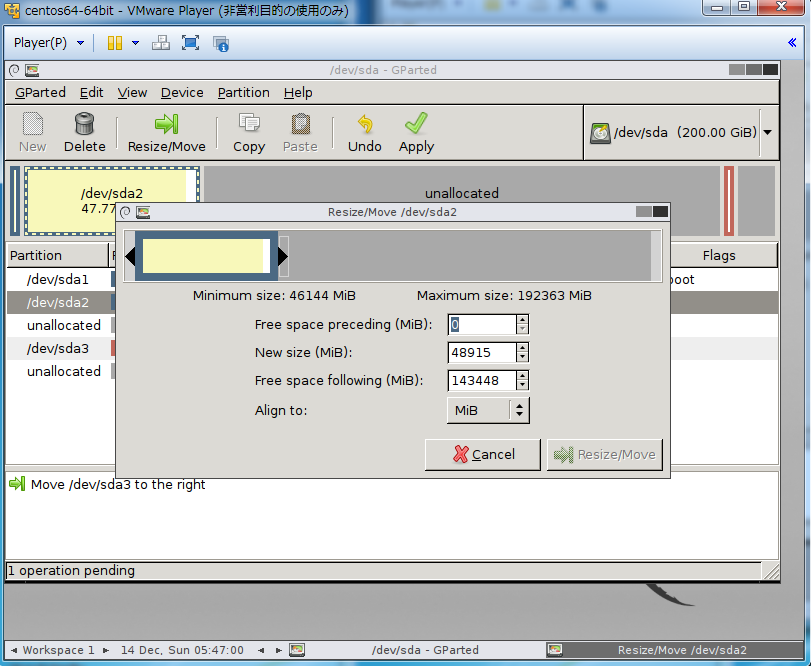 centos64-64bit - VMware Player (非営利目的の使用のみ)
Player(P)
/dev/sda - GParted
GParted Edit View Device Partition Help
New Delete Resize/Move Copy Paste Undo Apply /dev/sda (200.00 GiB)
/dev/sda2
47.77
unallocated
Resize/Move /dev/sda2
Partition Flags
/dev/sda1
/dev/sda2
unallocated
/dev/sda3
unallocated
Minimum size: 46144 MiB Maximum size: 192363 MiB
Free space preceding (MiB): 0
New size (MiB): 48915
Free space following (MiB): 143448
Align to: MiB
Cancel Resize/Move
Move /dev/sda3 to the right
1 operation pending
Workspace 1 14 Dec, Sun 05:47:00 /dev/sda - GParted Resize/Move /dev/sda2